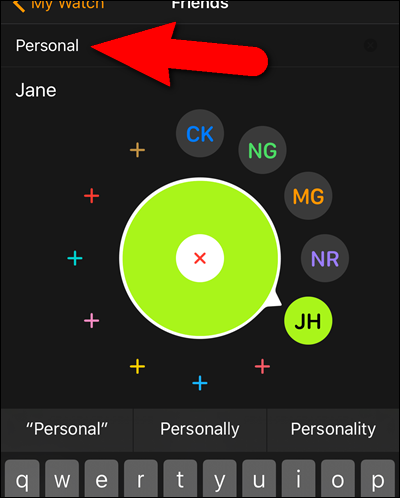 My Watch Friends
Personal
Jane
CK
NG
MG
NR
JH
“Personal” Personally Personality
q w e r t y u i o p